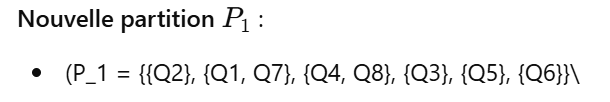 Nouvelle partition P₁ :
• (P_1 = {{Q2}, {Q1, Q7}, {Q4, Q8}, {Q3}, {Q5}, {Q6}}\